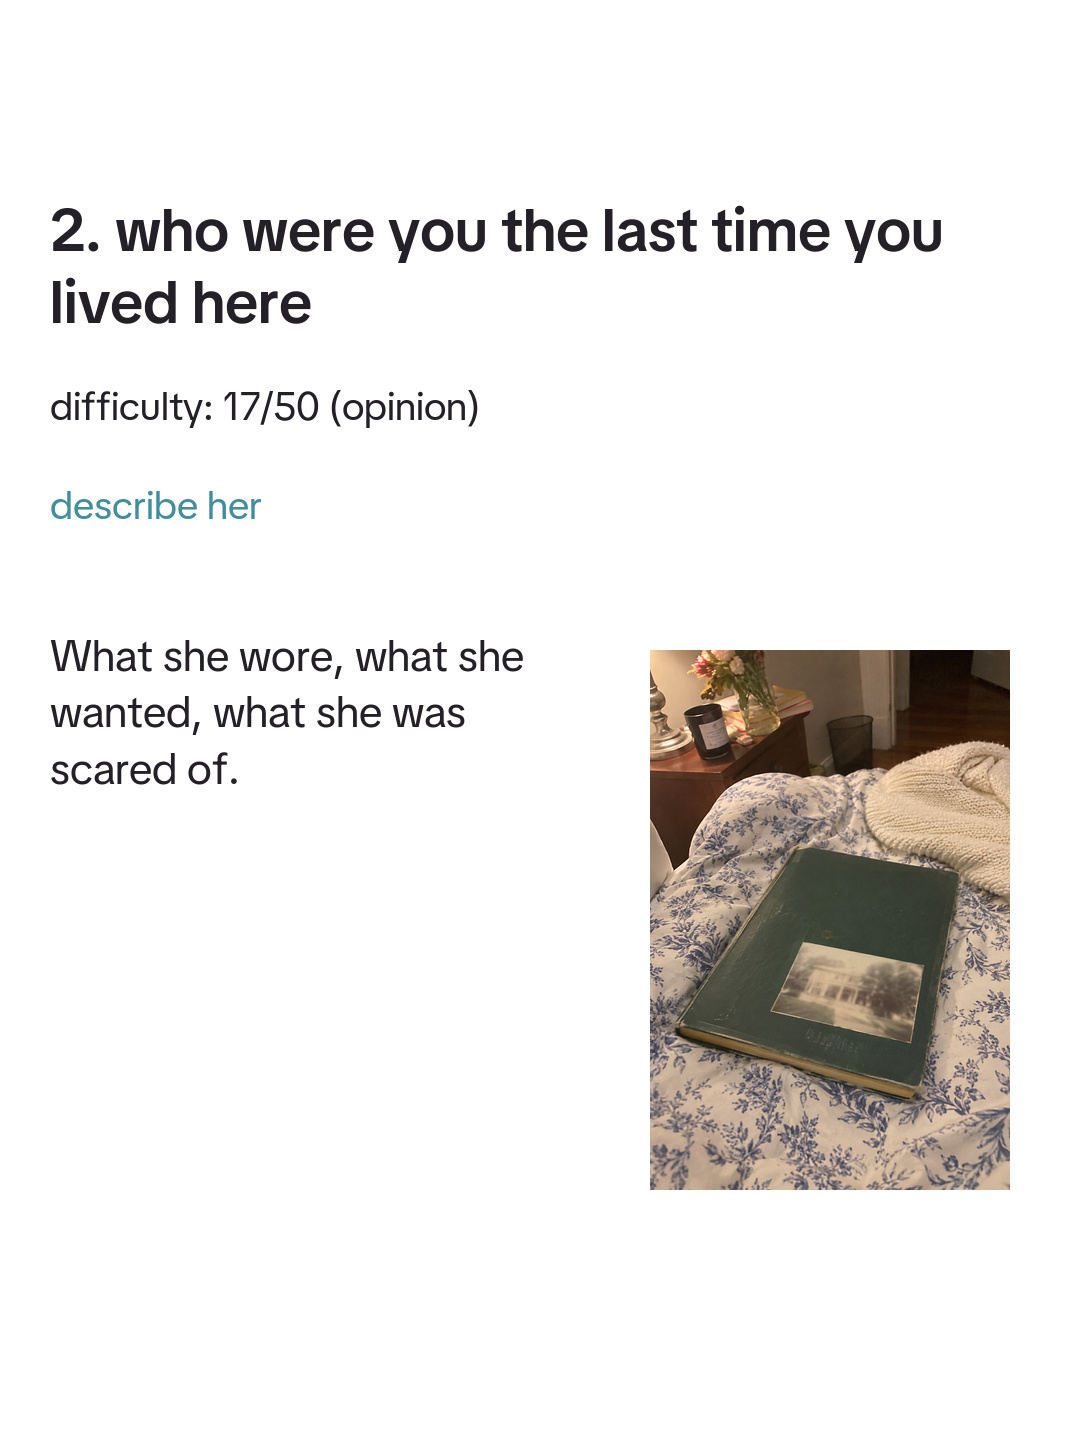 2. who were you the last time you
lived here
difficulty: 17/50 (opinion)
describe her
What she wore, what she
wanted, what she was
scared of.